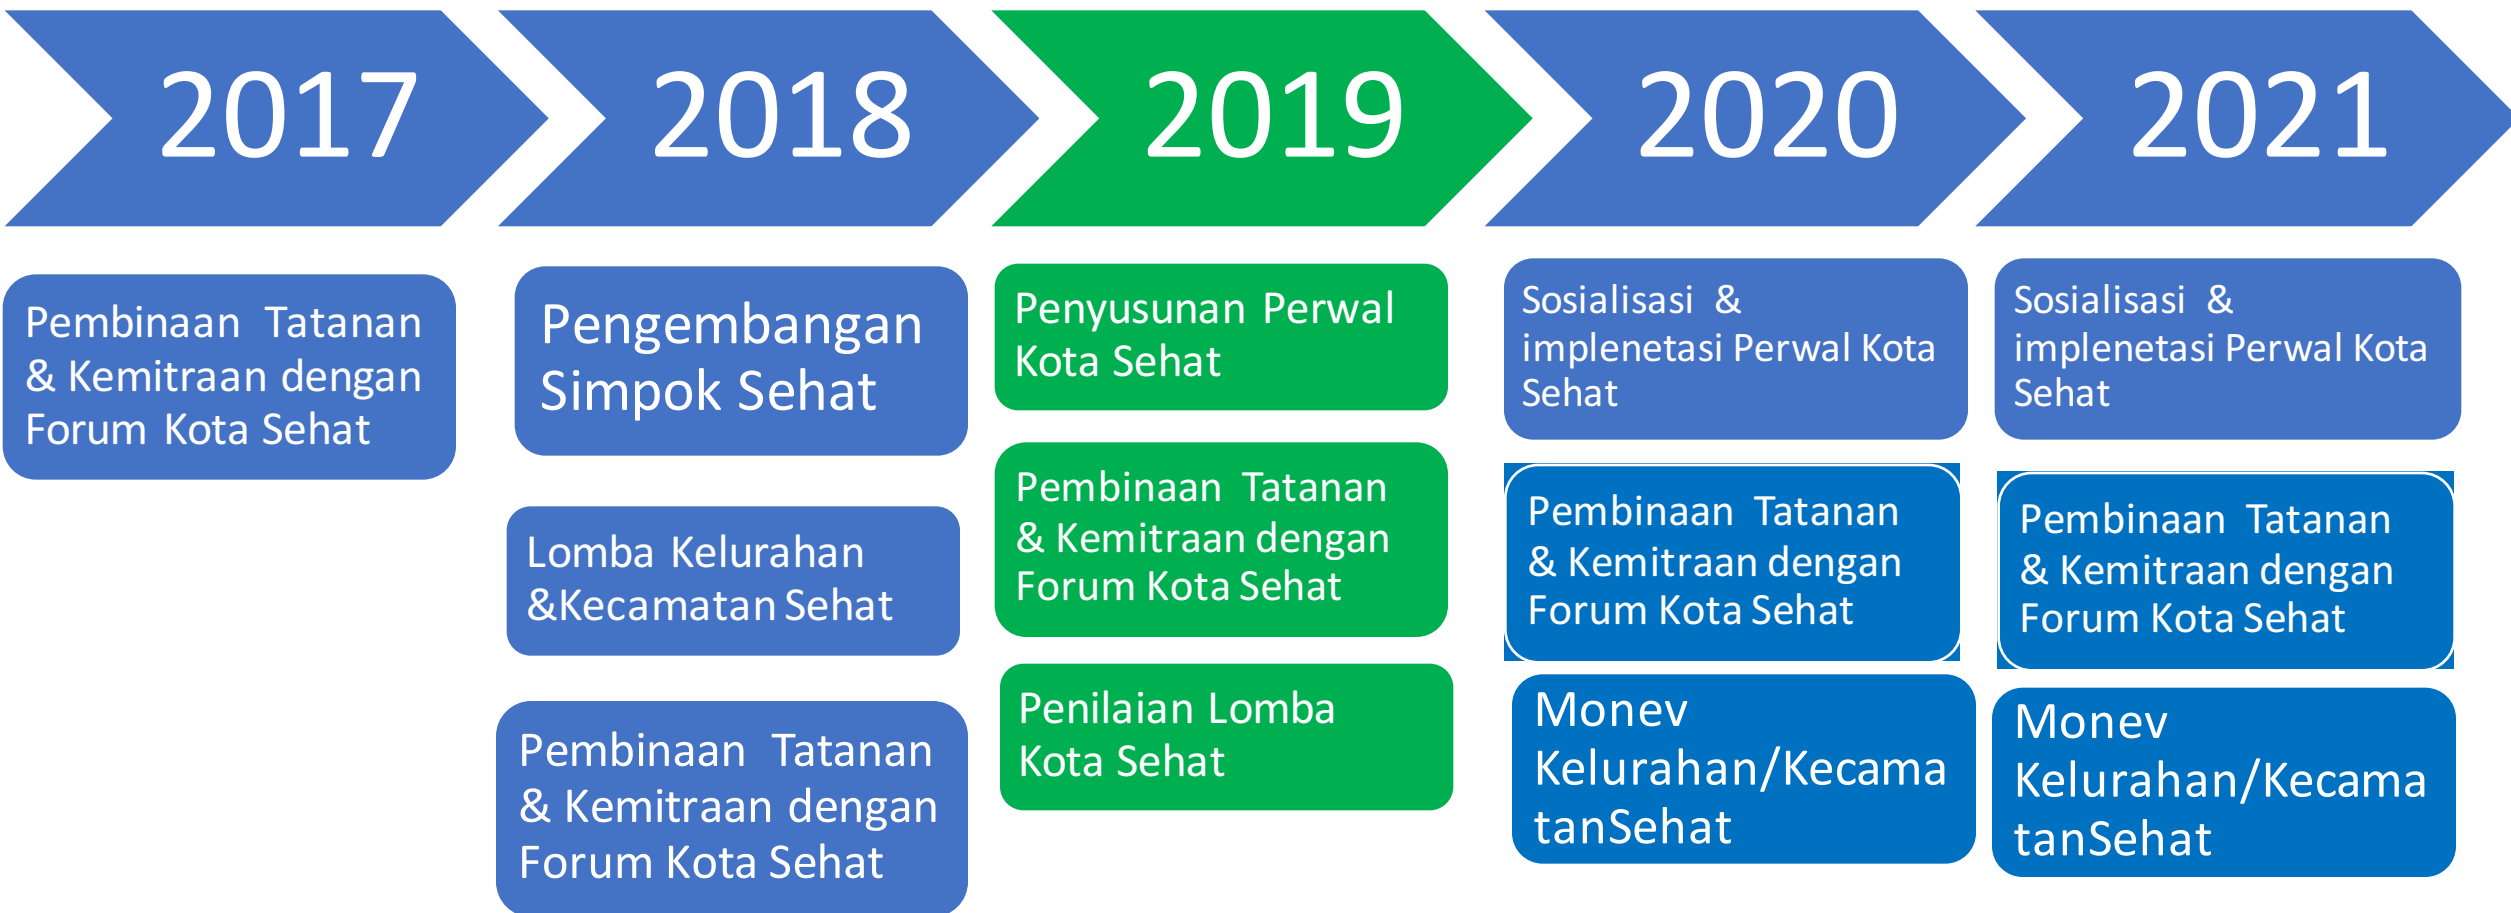 2017
2018
2019
2020
2021
Pembinaan Tatanan
& Kemitraan dengan
Forum Kota Sehat
Pengembangan
Simpok Sehat
Lomba Kelurahan
&Kecamatan Sehat
Pembinaan Tatanan
& Kemitraan dengan
Forum Kota Sehat
Penyusunan Perwal
Kota Sehat
Pembinaan Tatanan
& Kemitraan dengan
Forum Kota Sehat
Penilaian Lomba
Kota Sehat
Sosialisasi &
implenetasi Perwal Kota
Sehat
Pembinaan Tatanan
& Kemitraan dengan
Forum Kota Sehat
Monev
Kelurahan/Kecama
tanSehat
Sosialisasi &
implenetasi Perwal Kota
Sehat
Pembinaan Tatanan
& Kemitraan dengan
Forum Kota Sehat
Monev
Kelurahan/Kecama
tanSehat